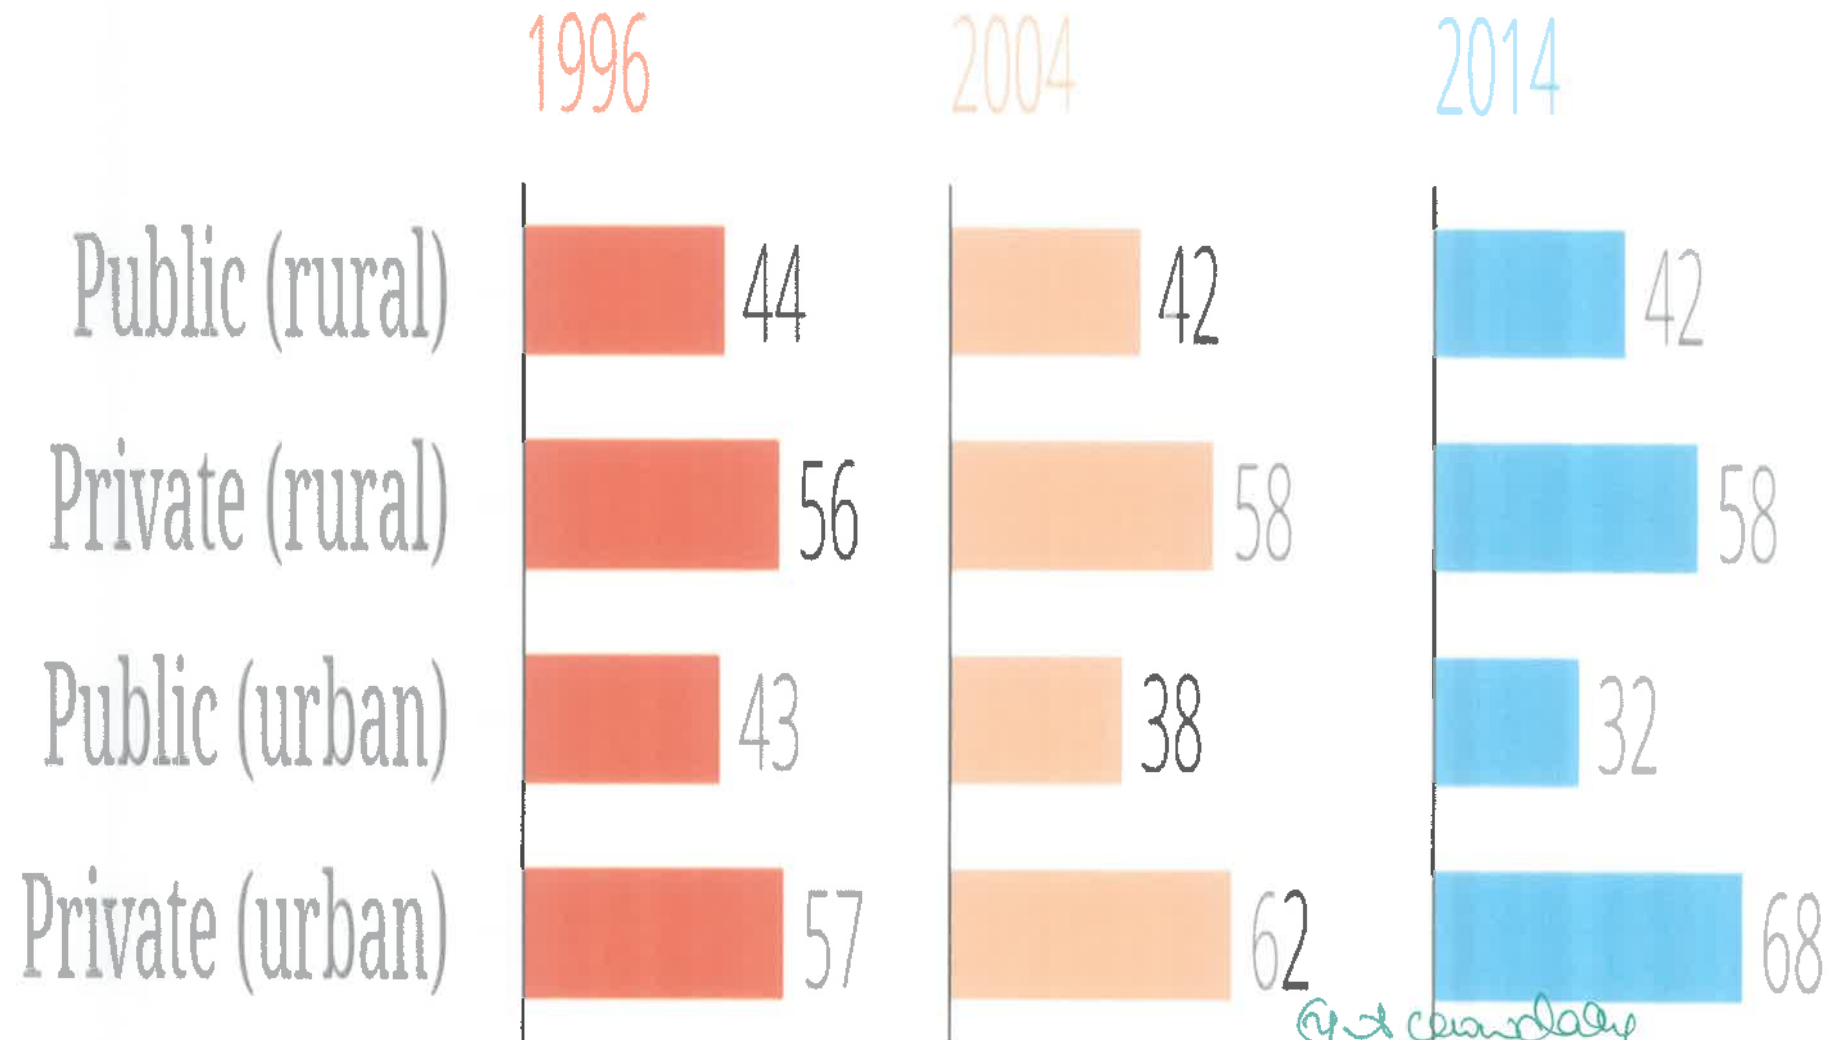 1996 2004 2014
Public (rural) 44 42 42
Private (rural) 56 58 58
Public (urban) 43 38 32
Private (urban) 57 62 68